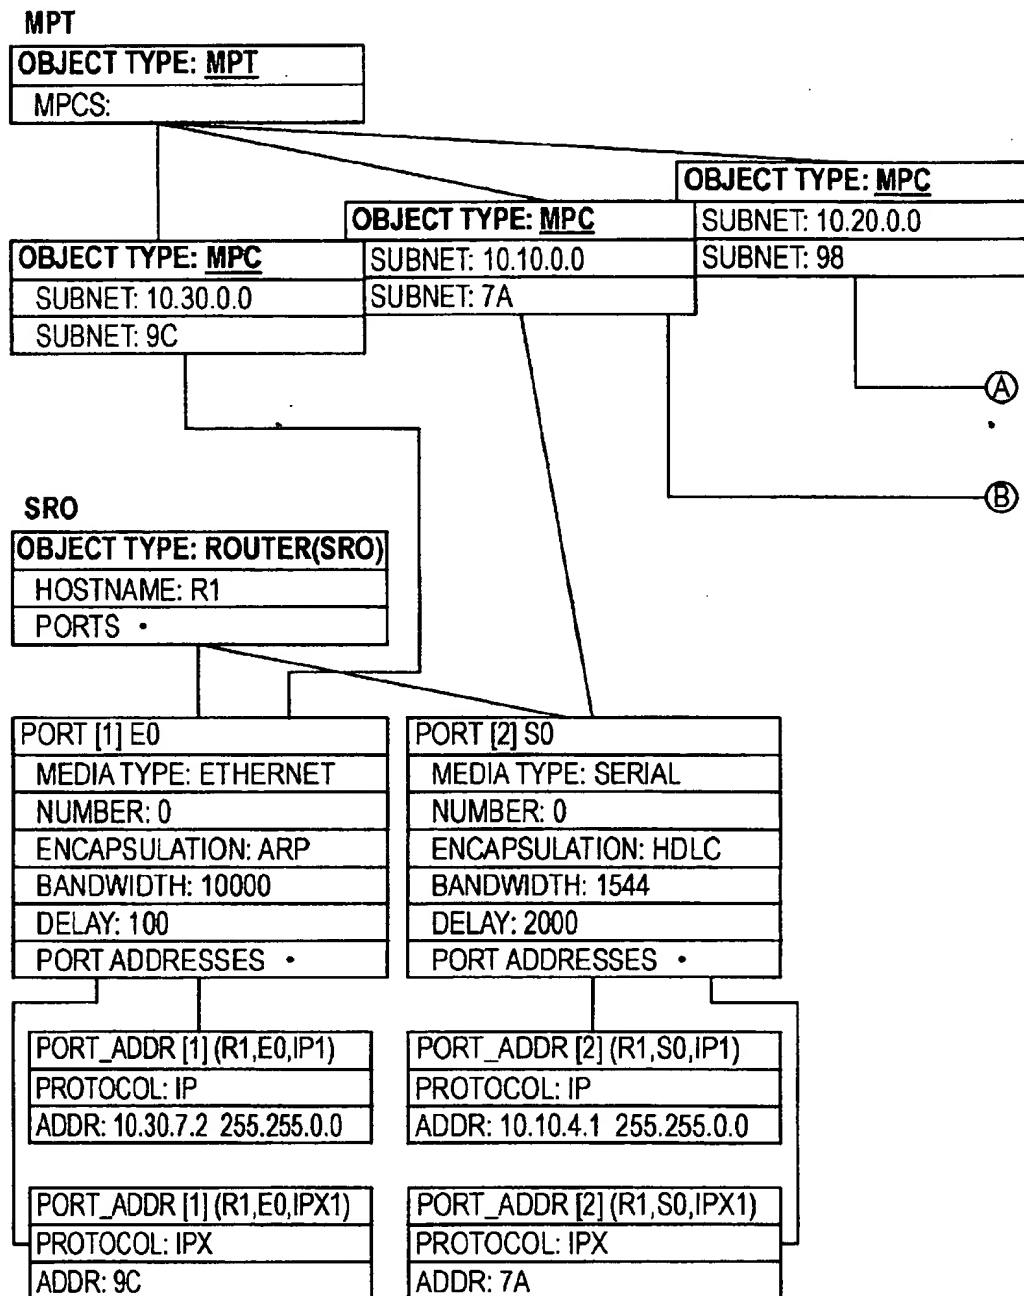 MPT
OBJECT TYPE: MPT
MPCS:
OBJECT TYPE: MPC
SUBNET: 10.20.0.0
SUBNET: 98
OBJECT TYPE: MPC
SUBNET: 10.10.0.0
SUBNET: 7A
OBJECT TYPE: MPC
SUBNET: 10.30.0.0
SUBNET: 9C
A
B
SRO
OBJECT TYPE: ROUTER(SRO)
HOSTNAME: R1
PORTS •
PORT [1] E0
MEDIA TYPE: ETHERNET
NUMBER: 0
ENCAPSULATION: ARP
BANDWIDTH: 10000
DELAY: 100
PORT ADDRESSES •
PORT [2] S0
MEDIA TYPE: SERIAL
NUMBER: 0
ENCAPSULATION: HDLC
BANDWIDTH: 1544
DELAY: 2000
PORT ADDRESSES •
PORT_ADDR [1] (R1,E0,IP1)
PROTOCOL: IP
ADDR: 10.30.7.2 255.255.0.0
PORT_ADDR [2] (R1,S0,IP1)
PROTOCOL: IP
ADDR: 10.10.4.1 255.255.0.0
PORT_ADDR [1] (R1,E0,IPX1)
PROTOCOL: IPX
ADDR: 9C
PORT_ADDR [2] (R1,S0,IPX1)
PROTOCOL: IPX
ADDR: 7A